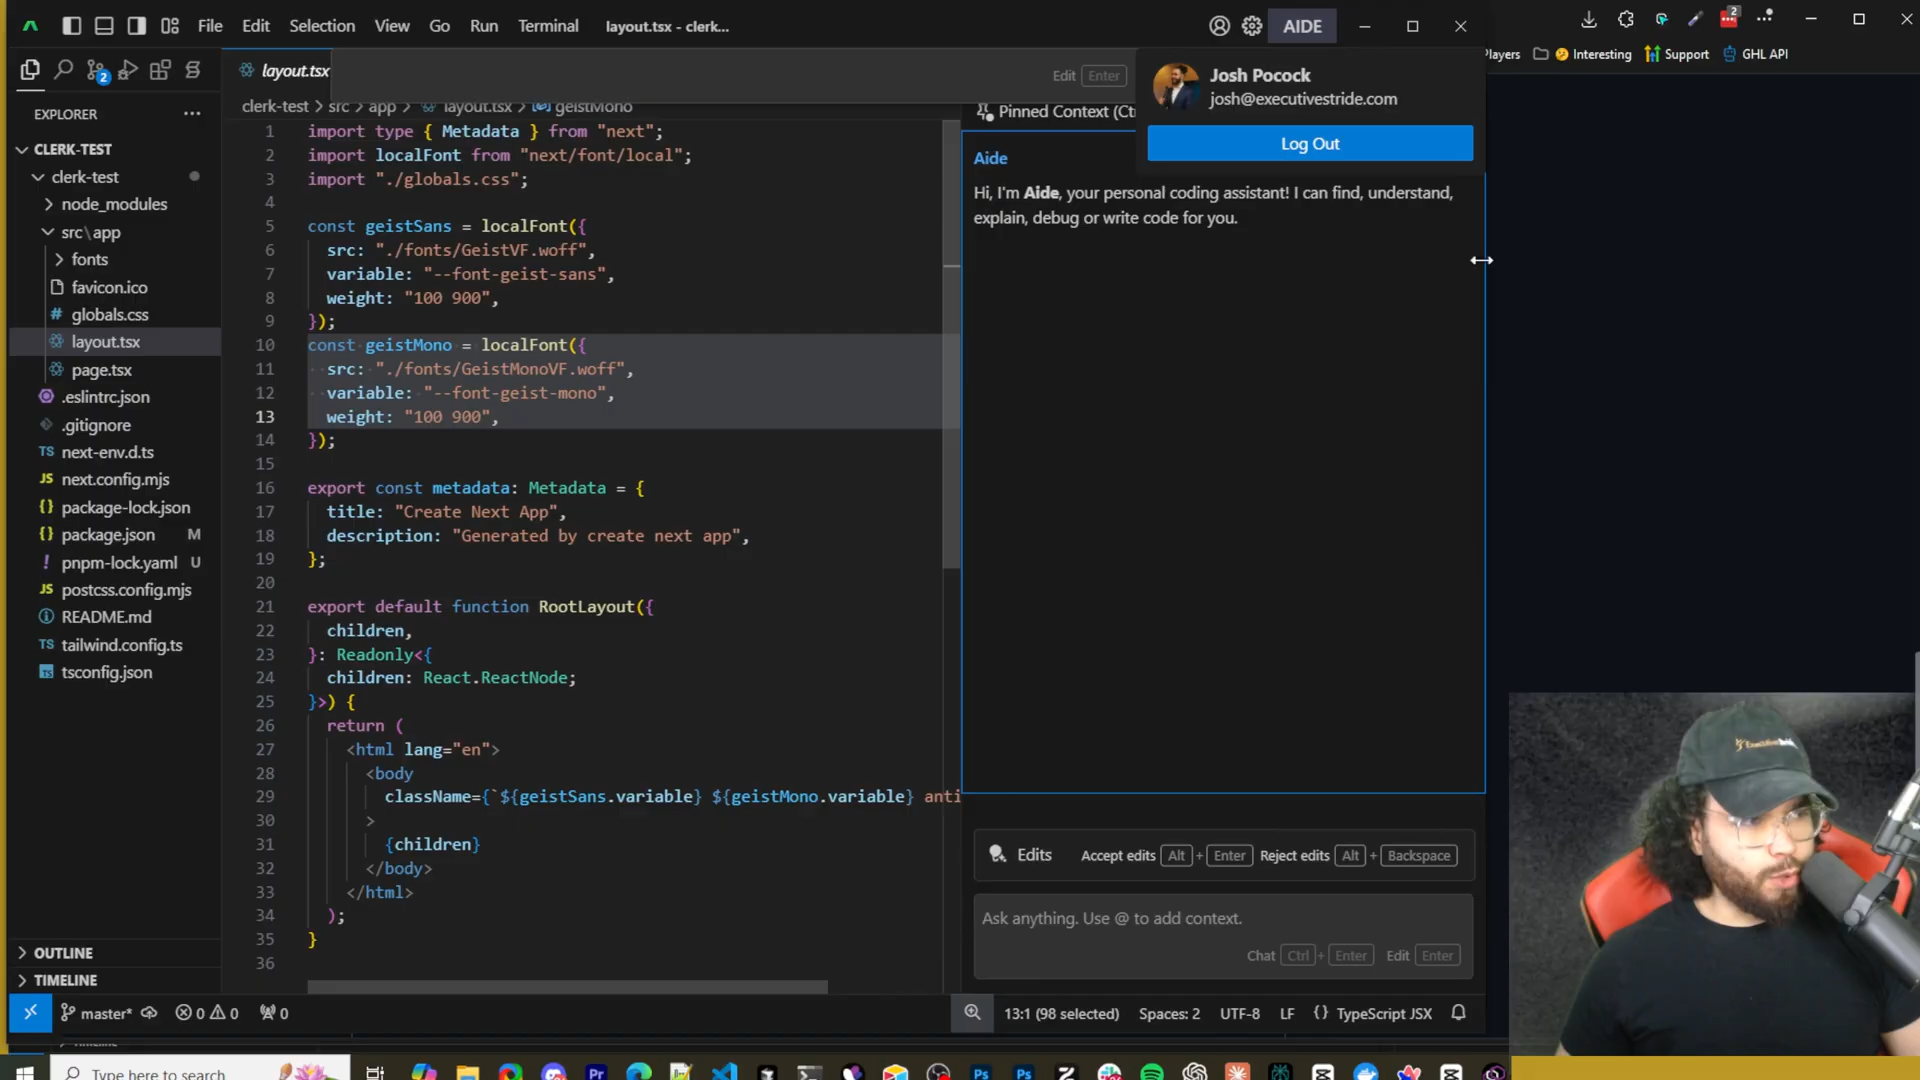 File Edit Selection View Go Run Terminal layout.tsx - clerk-... AIDE
2
layout.tsx
Edit Enter
Josh Pocock
josh@executivestride.com
Log Out
Interesting Support GHL API
2
EXPLORER ...
CLERK-TEST
clerk-test
node_modules
src\app
fonts
favicon.ico
# globals.css
layout.tsx
page.tsx
.eslintrc.json
.gitignore
TS next-env.d.ts
JS next.config.mjs
{} package-lock.json
{} package.json M
! pnpm-lock.yaml U
JS postcss.config.mjs
README.md
TS tailwind.config.ts
tsconfig.json
OUTLINE
TIMELINE
clerk-test > src > app > layout.tsx > geistMono
1 import type { Metadata } from "next";
2 import localFont from "next/font/local";
3 import "./globals.css";
4
5 const geistSans = localFont({
6 src: "./fonts/GeistVF.woff",
7 variable: "--font-geist-sans",
8 weight: "100 900",
9 });
10 const geistMono = localFont({
11 src: "./fonts/GeistMonoVF.woff",
12 variable: "--font-geist-mono",
13 weight: "100 900",
14 });
15
16 export const metadata: Metadata = {
17 title: "Create Next App",
18 description: "Generated by create next app",
19 };
20
21 export default function RootLayout({
22 children,
23 }: Readonly<{
24 children: React.ReactNode;
25 }>) {
26 return (
27 <html lang="en">
28 <body
29 className={`${geistSans.variable} ${geistMono.variable} anti
30 >
31 {children}
32 </body>
33 </html>
34 );
35 }
36
Pinned Context (Ct
Aide
Hi, I'm Aide, your personal coding assistant! I can find, understand,
explain, debug or write code for you.
Edits Accept edits Alt + Enter Reject edits Alt + Backspace
Ask anything. Use @ to add context.
Chat Ctrl + Enter Edit Enter
master* 0 0 0 13:1 (98 selected) Spaces: 2 UTF-8 LF {} TypeScript JSX
Type here to search